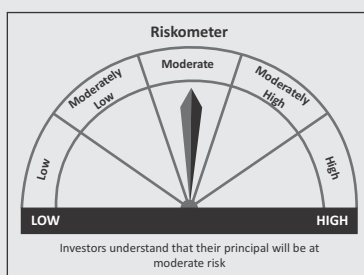 Riskometer
Low
Moderately
Low
Moderate
Moderately
High
High
LOW HIGH
Investors understand that their principal will be at
moderate risk